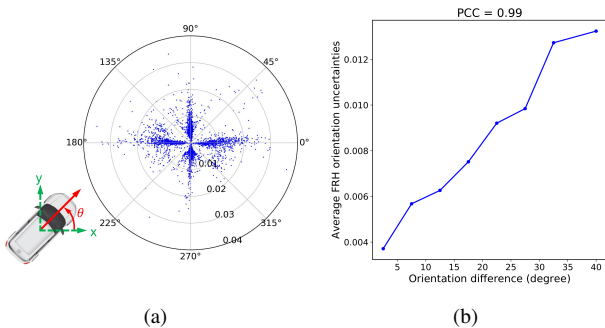 90°
135°
45°
180°
0°
0.01
0.02
0.03
0.04
225°
315°
270°
y
θ
x
(a)
PCC = 0.99
Average FRH orientation uncertainties
0.012
0.010
0.008
0.006
0.004
5 10 15 20 25 30 35 40
Orientation difference (degree)
(b)